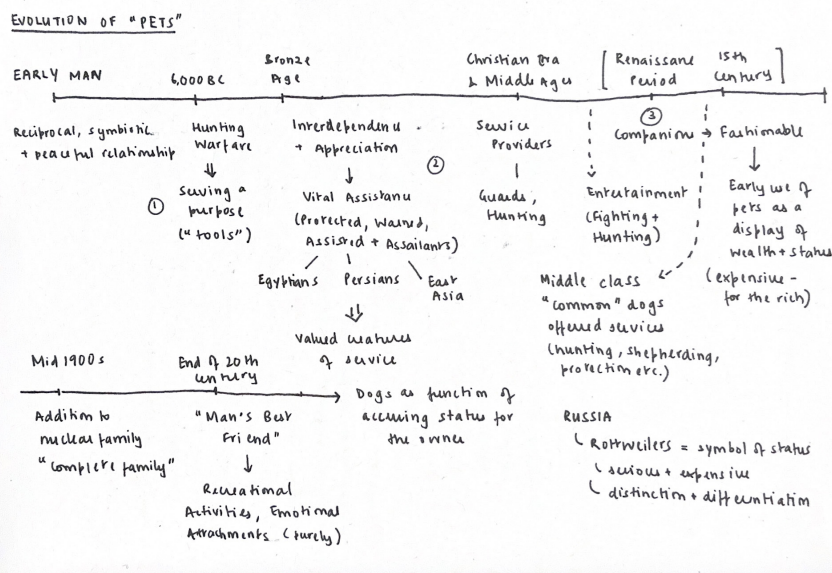 EVOLUTION OF "PETS"
EARLY MAN
6,000 BC
Bronze
Age
Christian Era
& Middle Ages
[Renaissance
Period
15th
century]
Reciprocal, symbiotic
+ peaceful relationship
Hunting
Warfare
↓
serving a
purpose
("tools")
①
Interdependence
+ Appreciation
↓
Vital Assistance
(Protected, Warned,
Assisted + Assailants)
②
Egyptians
Persians
East
Asia
↓
valued creatures
of service
Service
Providers
Guards,
Hunting
Entertainment
(Fighting +
Hunting)
③
Companions → Fashionable
↓
Early use of
pets as a
display of
wealth + status
(expensive -
for the rich)
Middle class
"common" dogs
offered services
(hunting, shepherding,
protection etc.)
Mid 1900s
End of 20th
century
Addition to
nuclear family
"complete family"
"Man's Best
Friend"
↓
Recreational
Activities, Emotional
Attachments (surely)
Dogs as function of
accruing status for
the owner
RUSSIA
Rottweilers = symbol of status
serious + expensive
distinction + differentiation